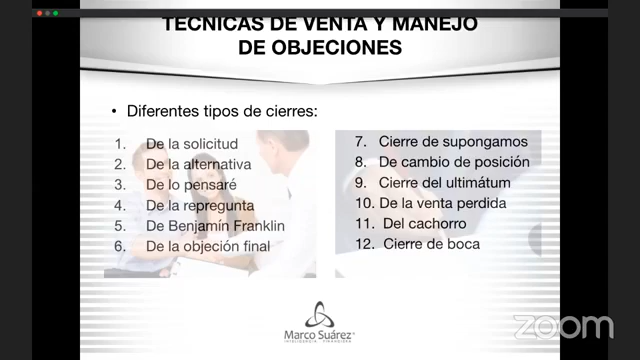 TÉCNICAS DE VENTA Y MANEJO
DE OBJECIONES
• Diferentes tipos de cierres:
1. De la solicitud
2. De la alternativa
3. De lo pensaré
4. De la repregunta
5. De Benjamín Franklin
6. De la objeción final
7. Cierre de supongamos
8. De cambio de posición
9. Cierre del ultimátum
10. De la venta perdida
11. Del cachorro
12. Cierre de boca
Marco Suárez®
INTELIGENCIA FINANCIERA
zoom